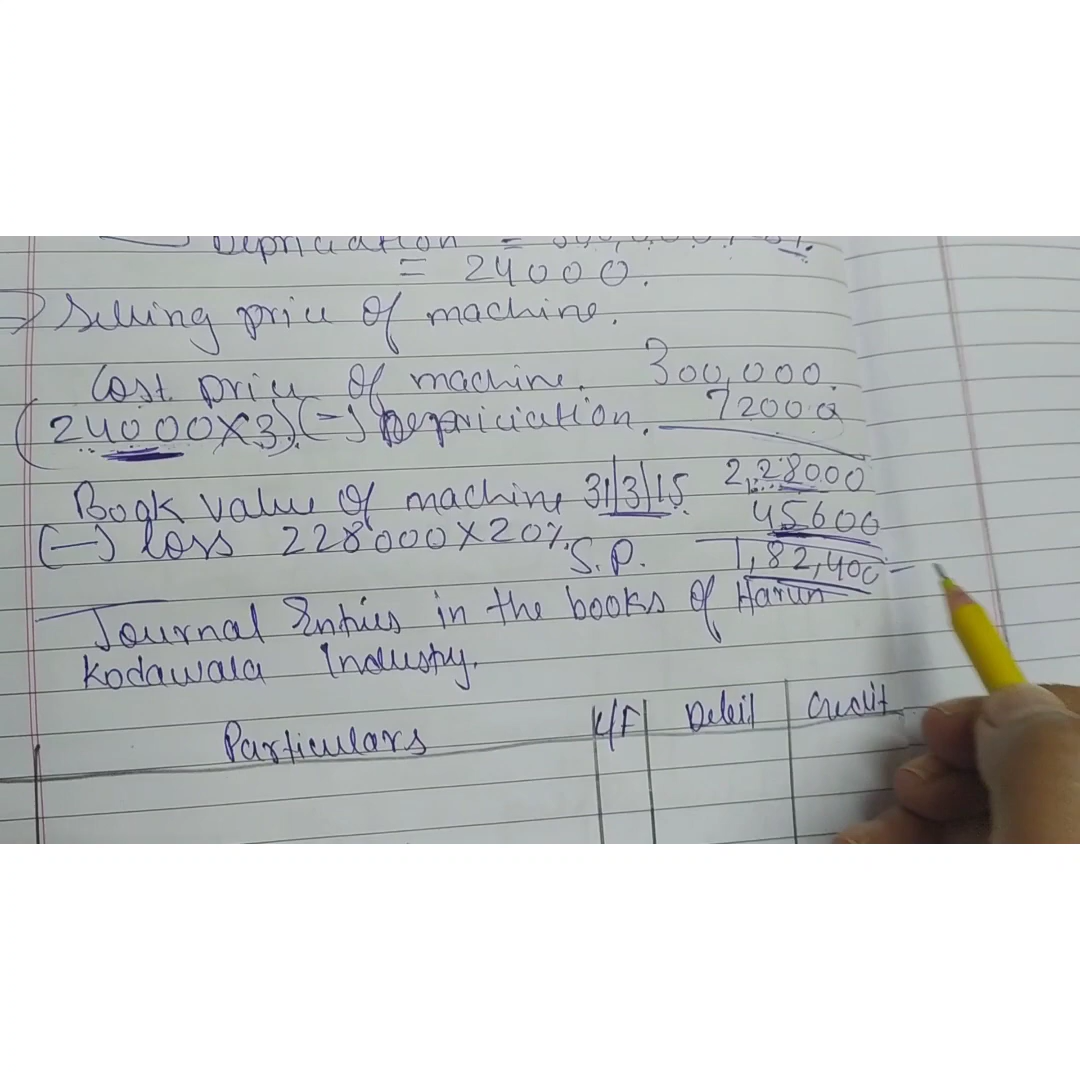 Depriciation =
= 24000.
Selling price of machine.
Cost price of machine. 300,000.
(24000X3) (-) Depriciation. 72000
Book value of machine 31/3/15 2,28000
(-) loss 228000X20% 45600
S.P. 1,82,400 -
Journal Entries in the books of Harun
Kodawala Industry.
Particulars L/F Debit Credit